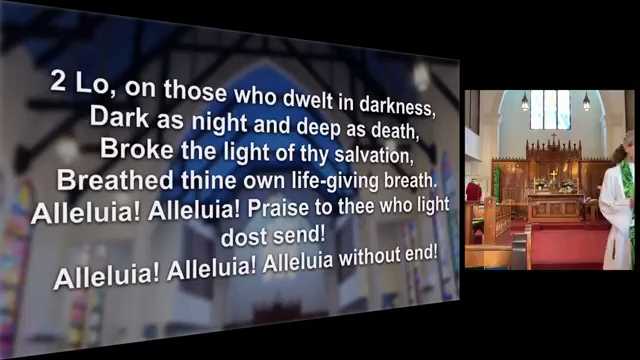 2 Lo, on those who dwelt in darkness,
Dark as night and deep as death,
Broke the light of thy salvation,
Breathed thine own life-giving breath.
Alleluia! Alleluia! Praise to thee who light
dost send!
Alleluia! Alleluia! Alleluia without end!